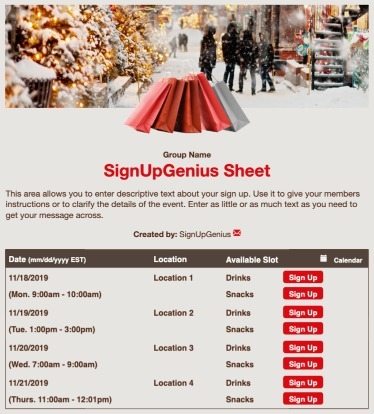 Group Name
SignUpGenius Sheet
This area allows you to enter descriptive text about your sign up. Use it to give your members
instructions or to clarify the details of the event. Enter as little or as much text as you need to
get your message across.
Created by: SignUpGenius
Date (mm/dd/yyyy EST) Location Available Slot Calendar
11/18/2019 Location 1 Drinks Sign Up
(Mon. 9:00am - 10:00am) Snacks Sign Up
11/19/2019 Location 2 Drinks Sign Up
(Tue. 1:00pm - 3:00pm) Snacks Sign Up
11/20/2019 Location 3 Drinks Sign Up
(Wed. 7:00am - 9:00am) Snacks Sign Up
11/21/2019 Location 4 Drinks Sign Up
(Thurs. 11:00am - 12:01pm) Snacks Sign Up